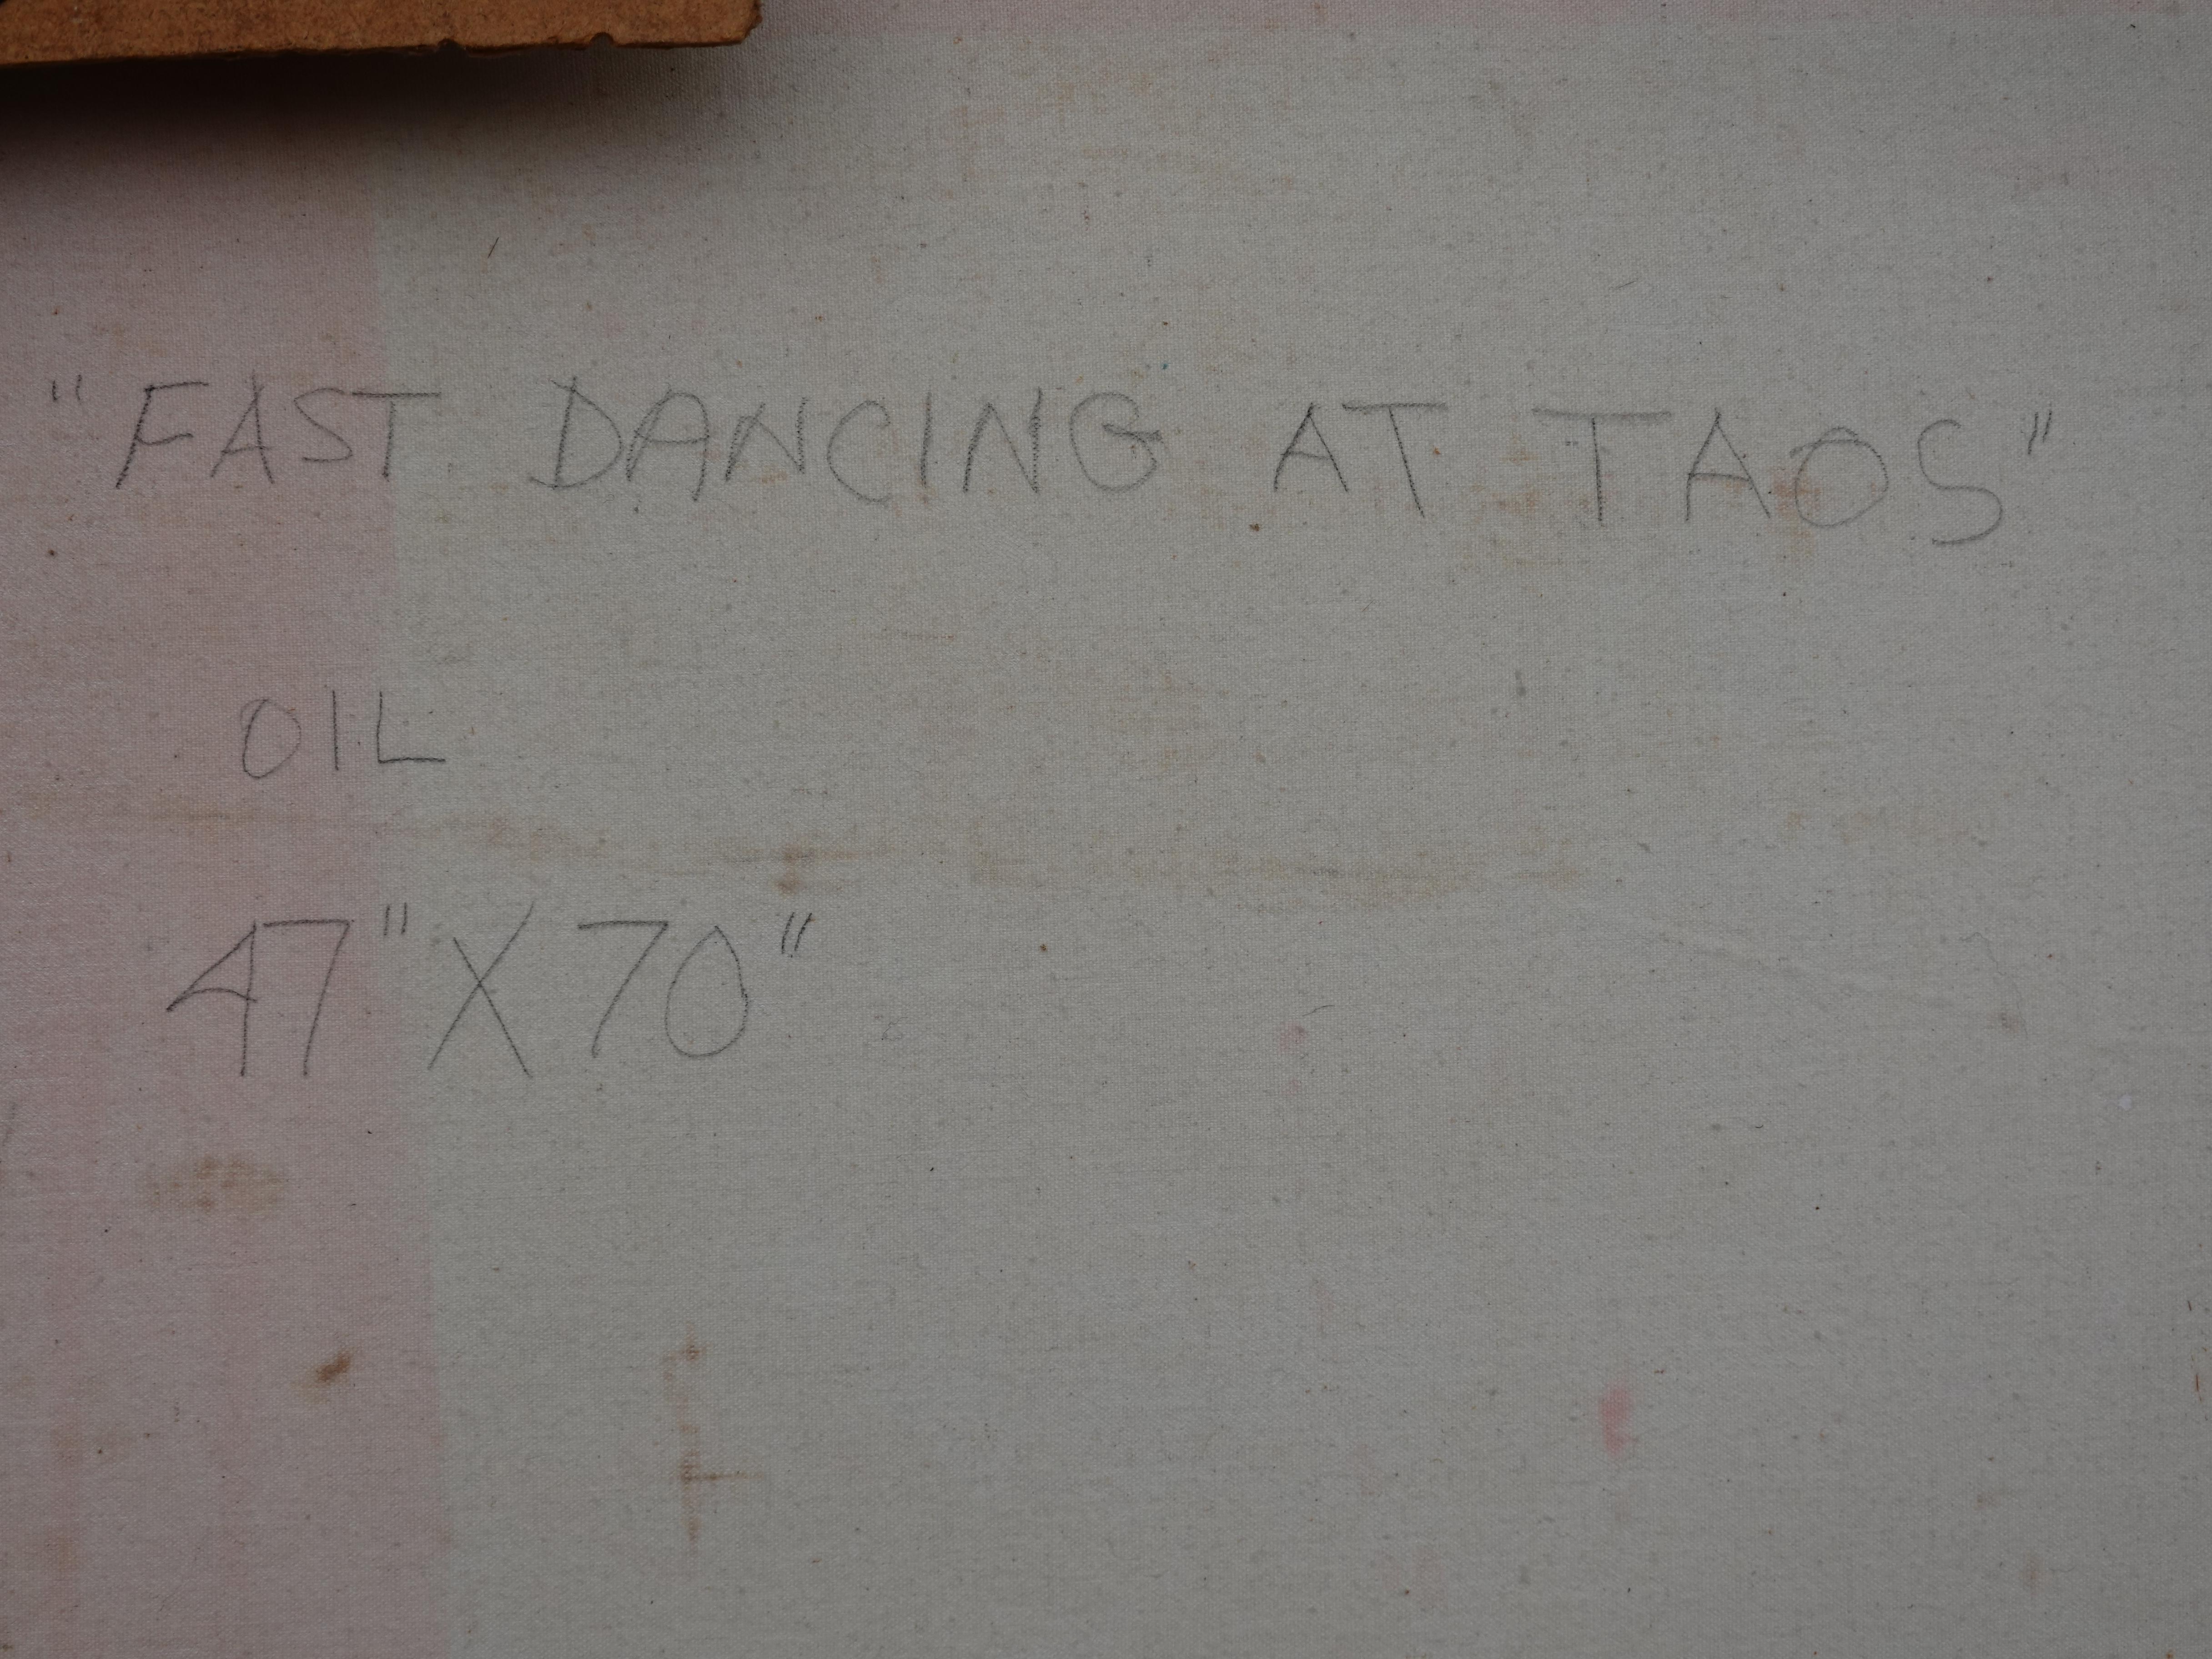 "FAST DANCING AT TAOS"
OIL
47" X 70"